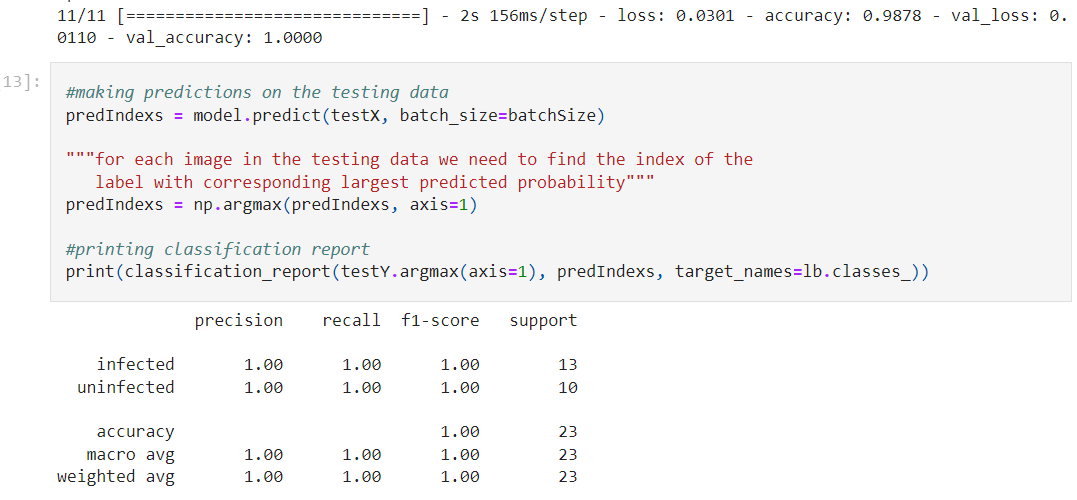 11/11 [==============================] - 2s 156ms/step - loss: 0.0301 - accuracy: 0.9878 - val_loss: 0.
0110 - val_accuracy: 1.0000
13]:
#making predictions on the testing data
predIndexs = model.predict(testX, batch_size=batchSize)
"""for each image in the testing data we need to find the index of the
label with corresponding largest predicted probability"""
predIndexs = np.argmax(predIndexs, axis=1)
#printing classification report
print(classification_report(testY.argmax(axis=1), predIndexs, target_names=lb.classes_))
precision recall f1-score support
infected 1.00 1.00 1.00 13
uninfected 1.00 1.00 1.00 10
accuracy 1.00 23
macro avg 1.00 1.00 1.00 23
weighted avg 1.00 1.00 1.00 23